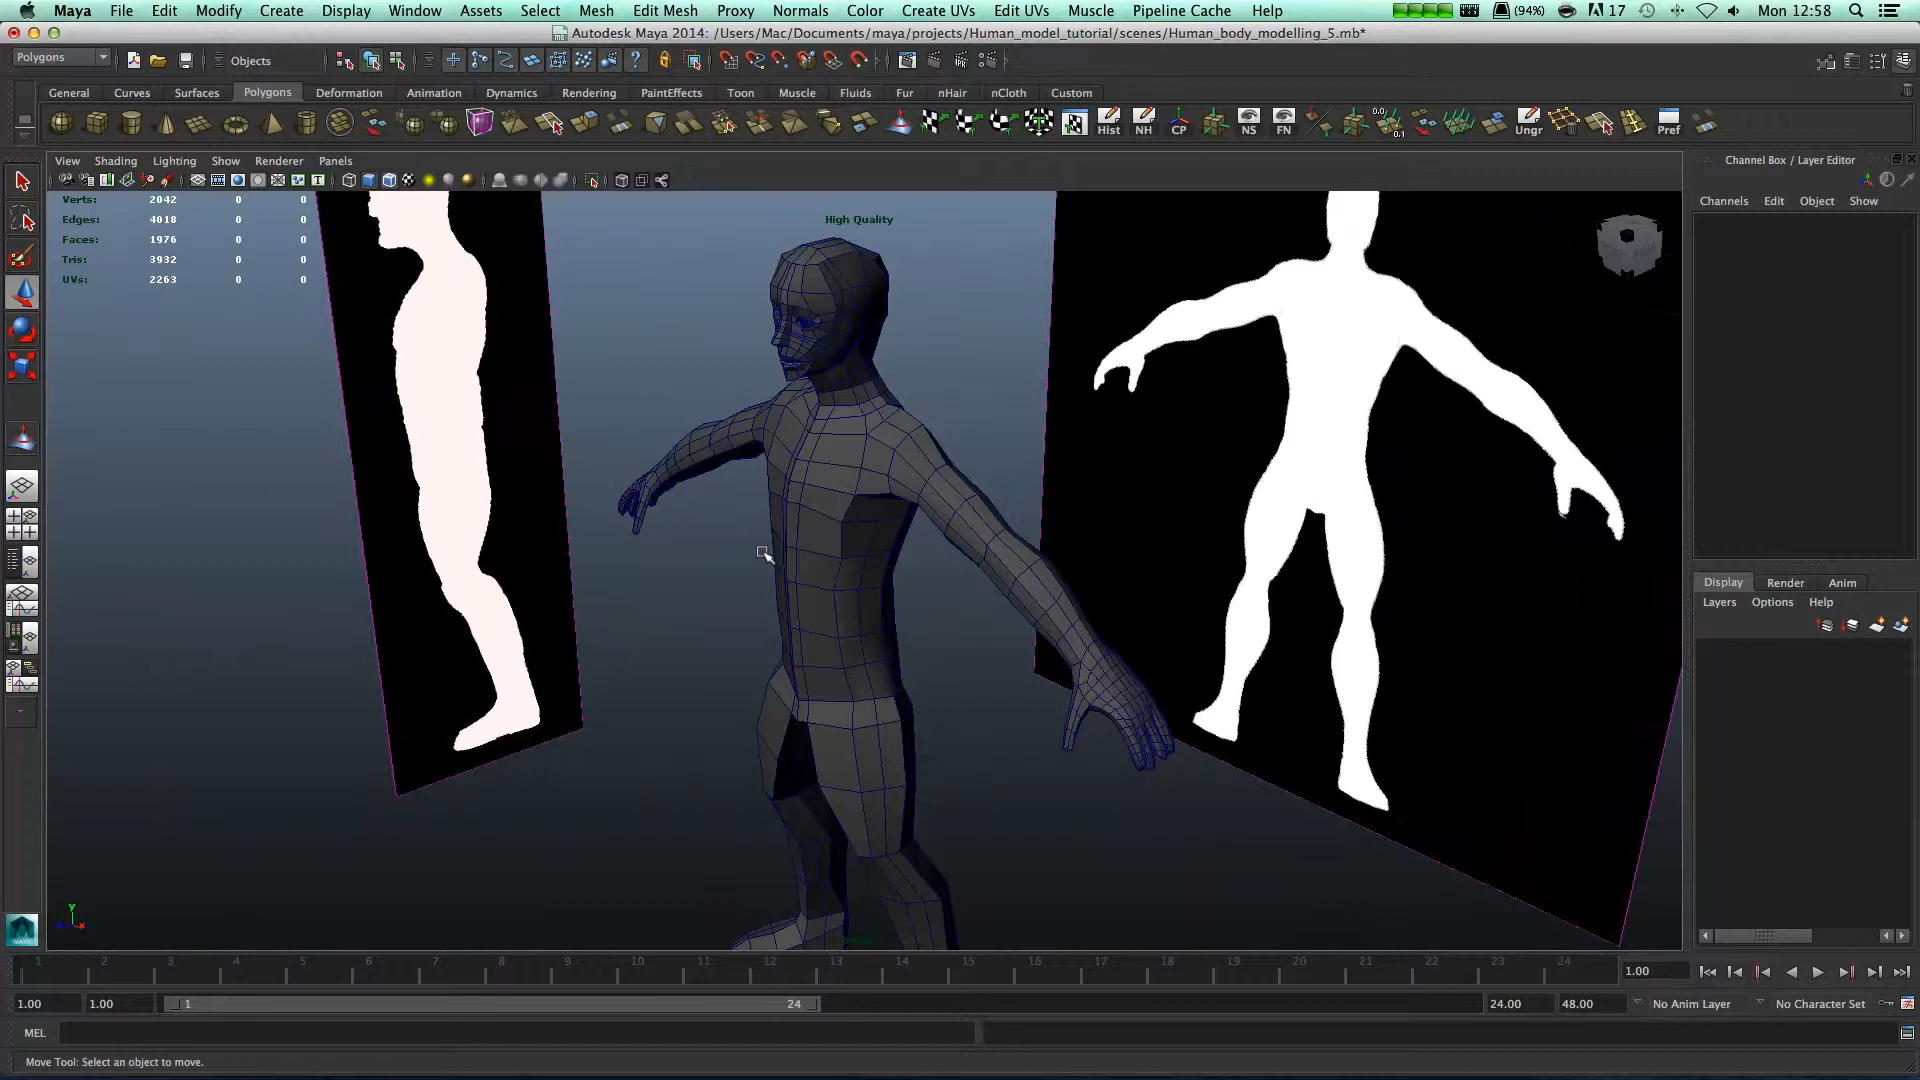 Maya File Edit Modify Create Display Window Assets Select Mesh Edit Mesh Proxy Normals Color Create UVs Edit UVs Muscle Pipeline Cache Help (94%) 17 Mon 12:58
Autodesk Maya 2014: /Users/Mac/Documents/maya/projects/Human_model_tutorial/scenes/Human_body_modelling_5.mb*
Polygons Objects
General Curves Surfaces Polygons Deformation Animation Dynamics Rendering PaintEffects Toon Muscle Fluids Fur nHair nCloth Custom
Hist NH CP NS FN 0.0 0.1 Ungr Pref
View Shading Lighting Show Renderer Panels
Channel Box / Layer Editor
Channels Edit Object Show
Verts: 2042 0 0
Edges: 4018 0 0
Faces: 1976 0 0
Tris: 3932 0 0
UVs: 2263 0 0
High Quality
Display Render Anim
Layers Options Help
y
1 2 3 4 5 6 7 8 9 10 11 12 13 14 15 16 17 18 19 20 21 22 23 24 1.00
1.00 1.00 1 24 24.00 48.00 No Anim Layer No Character Set
MEL
Move Tool: Select an object to move.